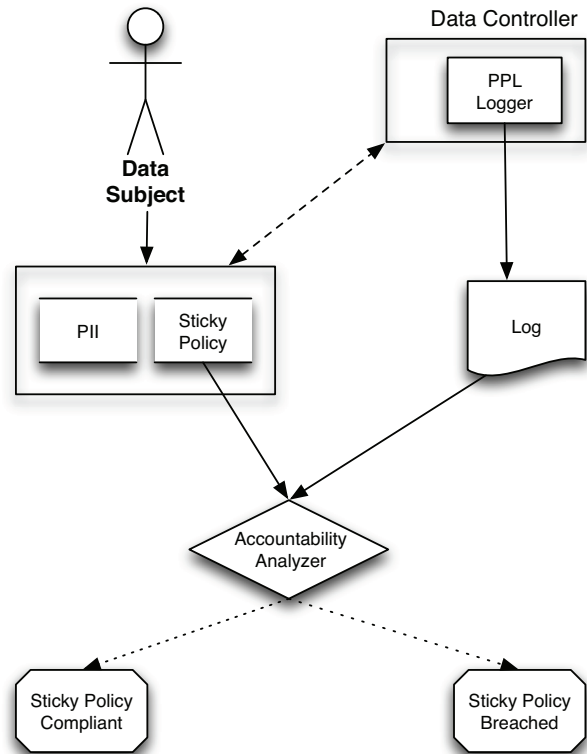 Data Controller
PPL
Logger
Data
Subject
PII
Sticky
Policy
Log
Accountability
Analyzer
Sticky Policy
Compliant
Sticky Policy
Breached